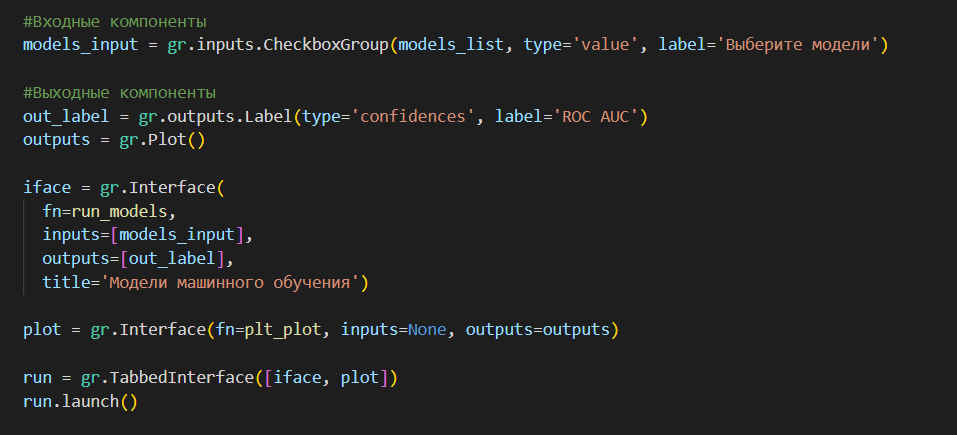 #Входные компоненты
models_input = gr.inputs.CheckboxGroup(models_list, type='value', label='Выберите модели')
#Выходные компоненты
out_label = gr.outputs.Label(type='confidences', label='ROC AUC')
outputs = gr.Plot()
iface = gr.Interface(
fn=run_models,
inputs=[models_input],
outputs=[out_label],
title='Модели машинного обучения')
plot = gr.Interface(fn=plt_plot, inputs=None, outputs=outputs)
run = gr.TabbedInterface([iface, plot])
run.launch()